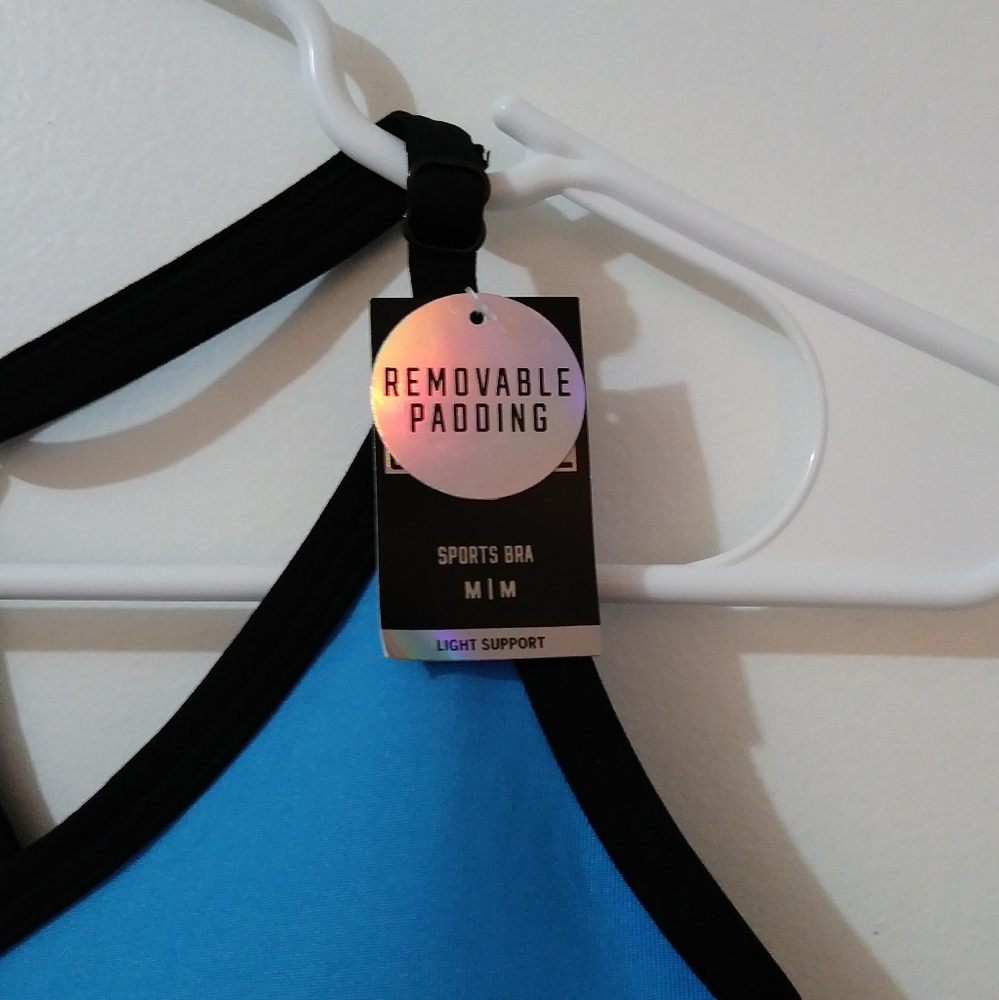 REMOVABLE
PADDING
SPORTS BRA
M|M
LIGHT SUPPORT